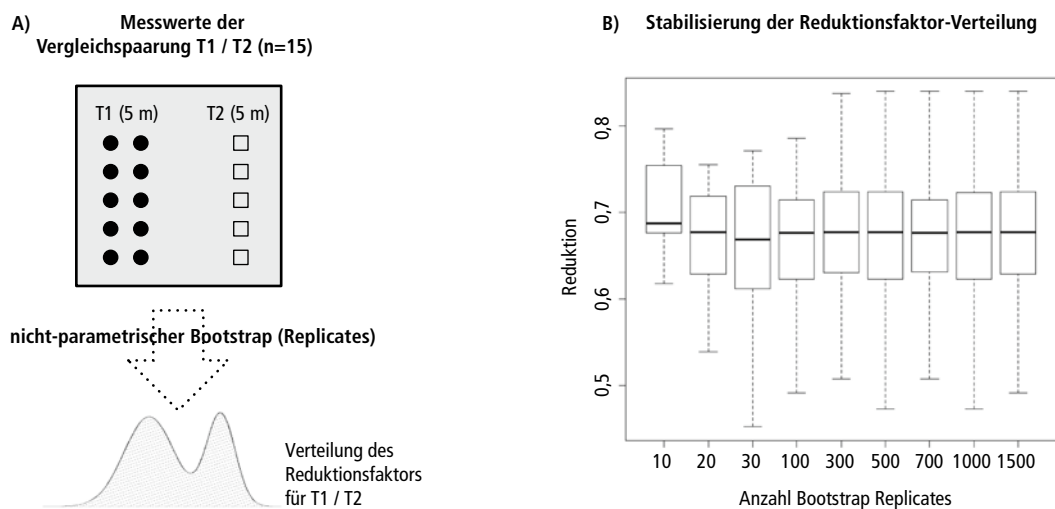 A)
Messwerte der
Vergleichspaarung T1 / T2 (n=15)
T1 (5 m)
T2 (5 m)
nicht-parametrischer Bootstrap (Replicates)
Verteilung des
Reduktionsfaktors
für T1 / T2
B)
Stabilisierung der Reduktionsfaktor-Verteilung
Reduktion
0,8
0,7
0,6
0,5
10 20 30 100 300 500 700 1000 1500
Anzahl Bootstrap Replicates